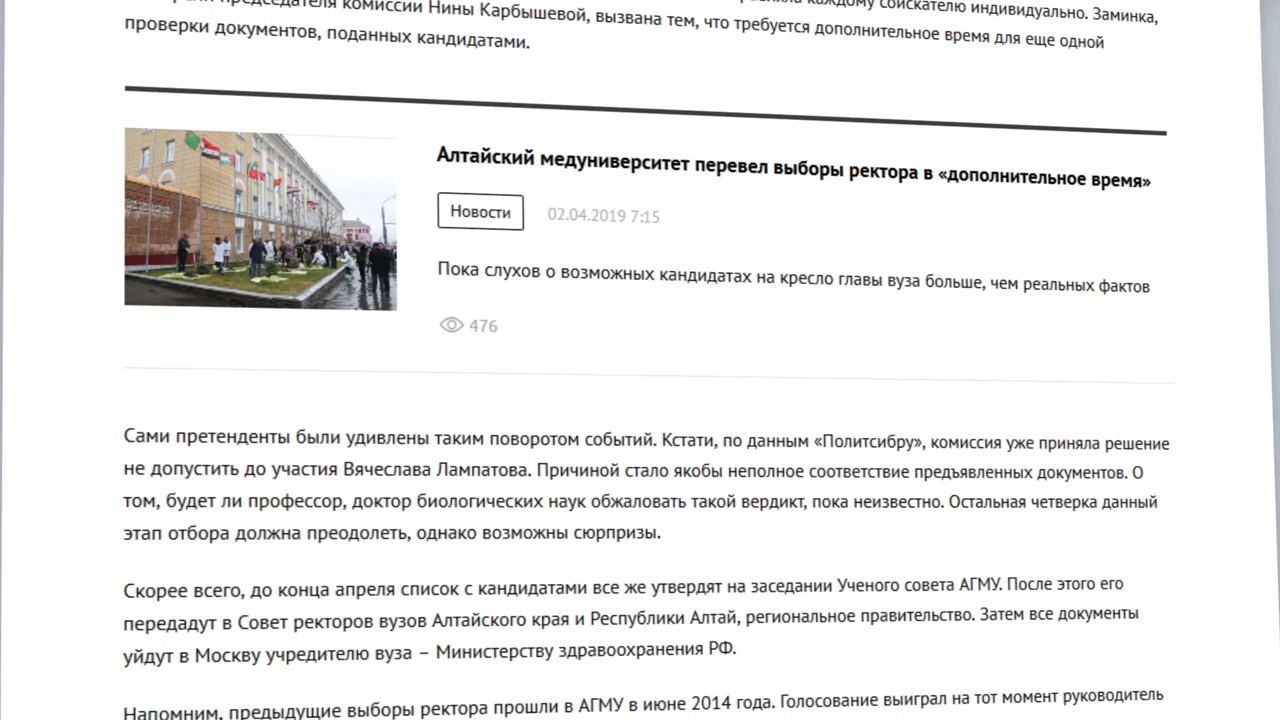 председателя комиссии Нины Карбышевой, вызвана тем, что требуется дополнительное время для еще одной
каждому соискателю индивидуально. Заминка,
проверки документов, поданных кандидатами.
Алтайский медуниверситет перевел выборы ректора в «дополнительное время»
Новости 02.04.2019 7:15
Пока слухов о возможных кандидатах на кресло главы вуза больше, чем реальных фактов
476
Сами претенденты были удивлены таким поворотом событий. Кстати, по данным «Политсибру», комиссия уже приняла решение
не допустить до участия Вячеслава Лампатова. Причиной стало якобы неполное соответствие предъявленных документов. О
том, будет ли профессор, доктор биологических наук обжаловать такой вердикт, пока неизвестно. Остальная четверка данный
этап отбора должна преодолеть, однако возможны сюрпризы.
Скорее всего, до конца апреля список с кандидатами все же утвердят на заседании Ученого совета АГМУ. После этого его
передадут в Совет ректоров вузов Алтайского края и Республики Алтай, региональное правительство. Затем все документы
уйдут в Москву учредителю вуза – Министерству здравоохранения РФ.
Напомним, предыдущие выборы ректора прошли в АГМУ в июне 2014 года. Голосование выиграл на тот момент руководитель